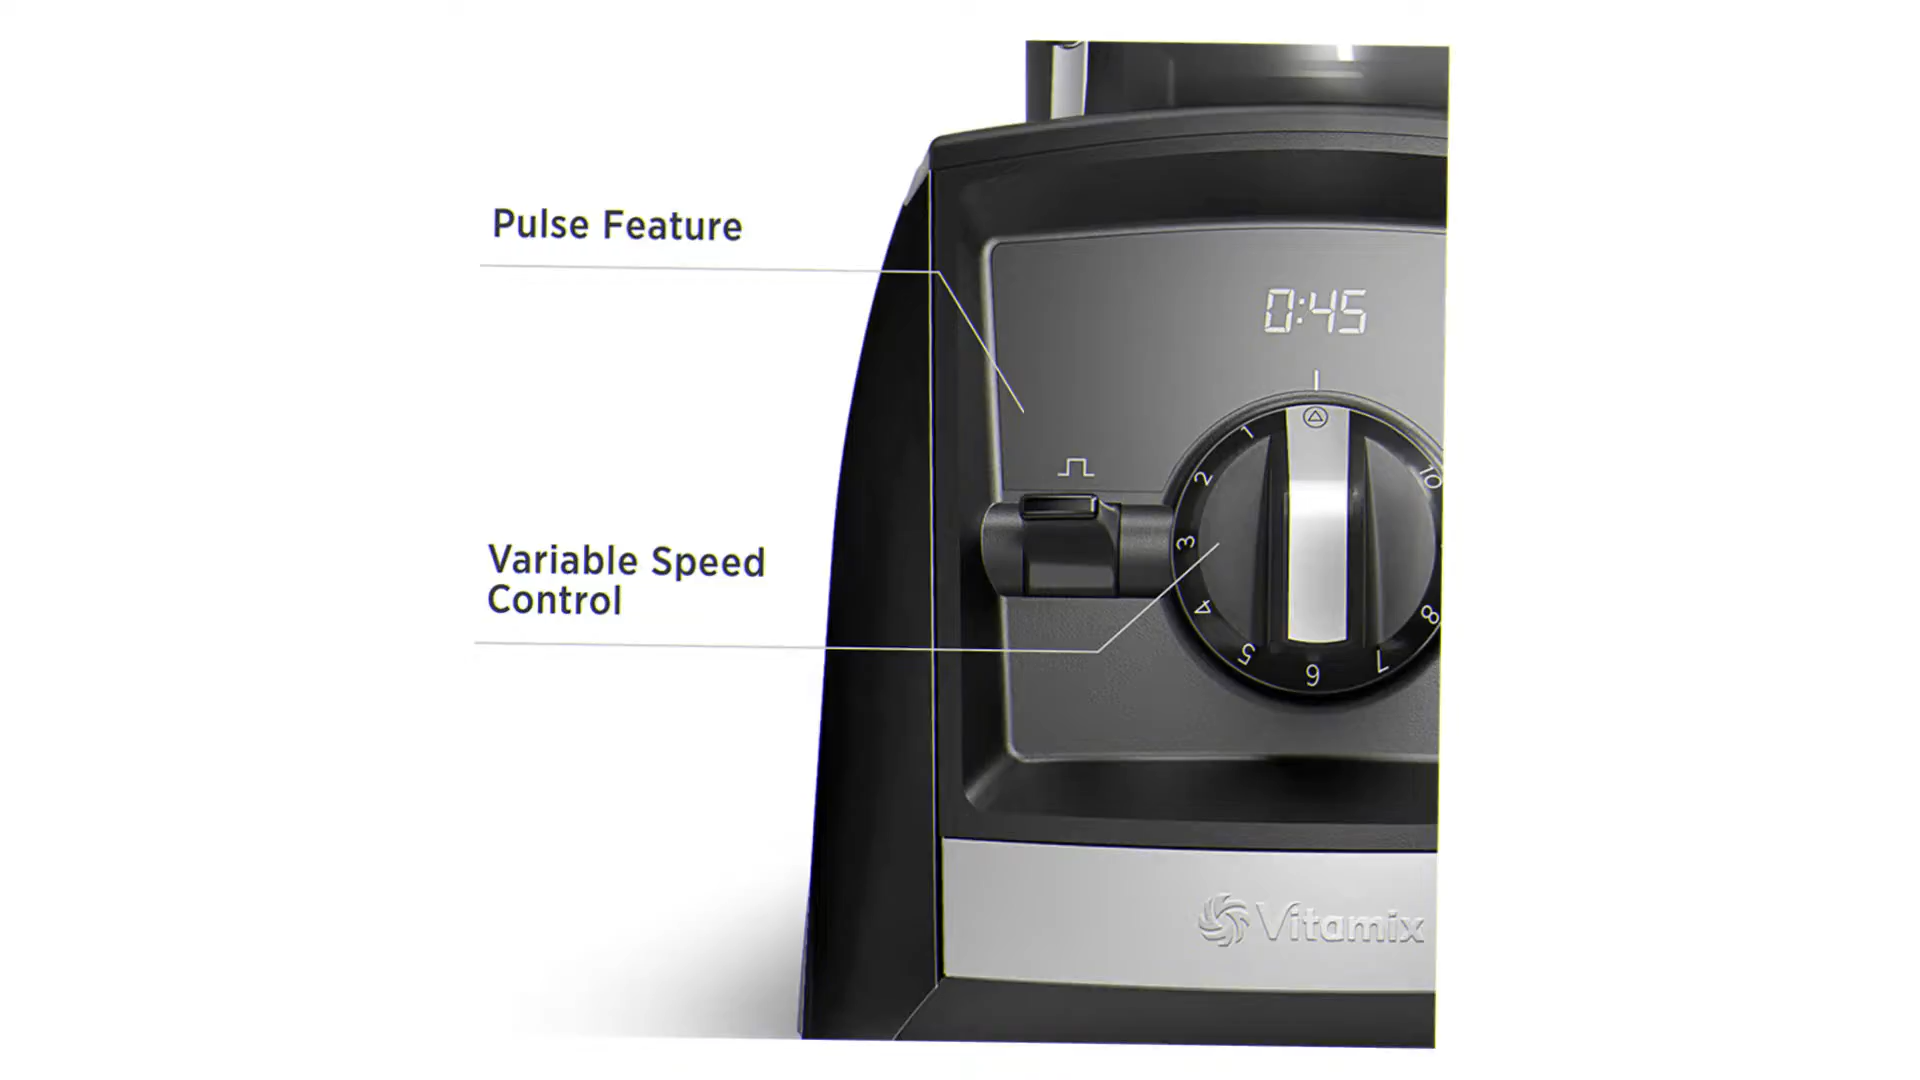 Pulse Feature
0:45
1
10
2
3
Variable Speed
Control
4
8
5
7
6
Vitamix